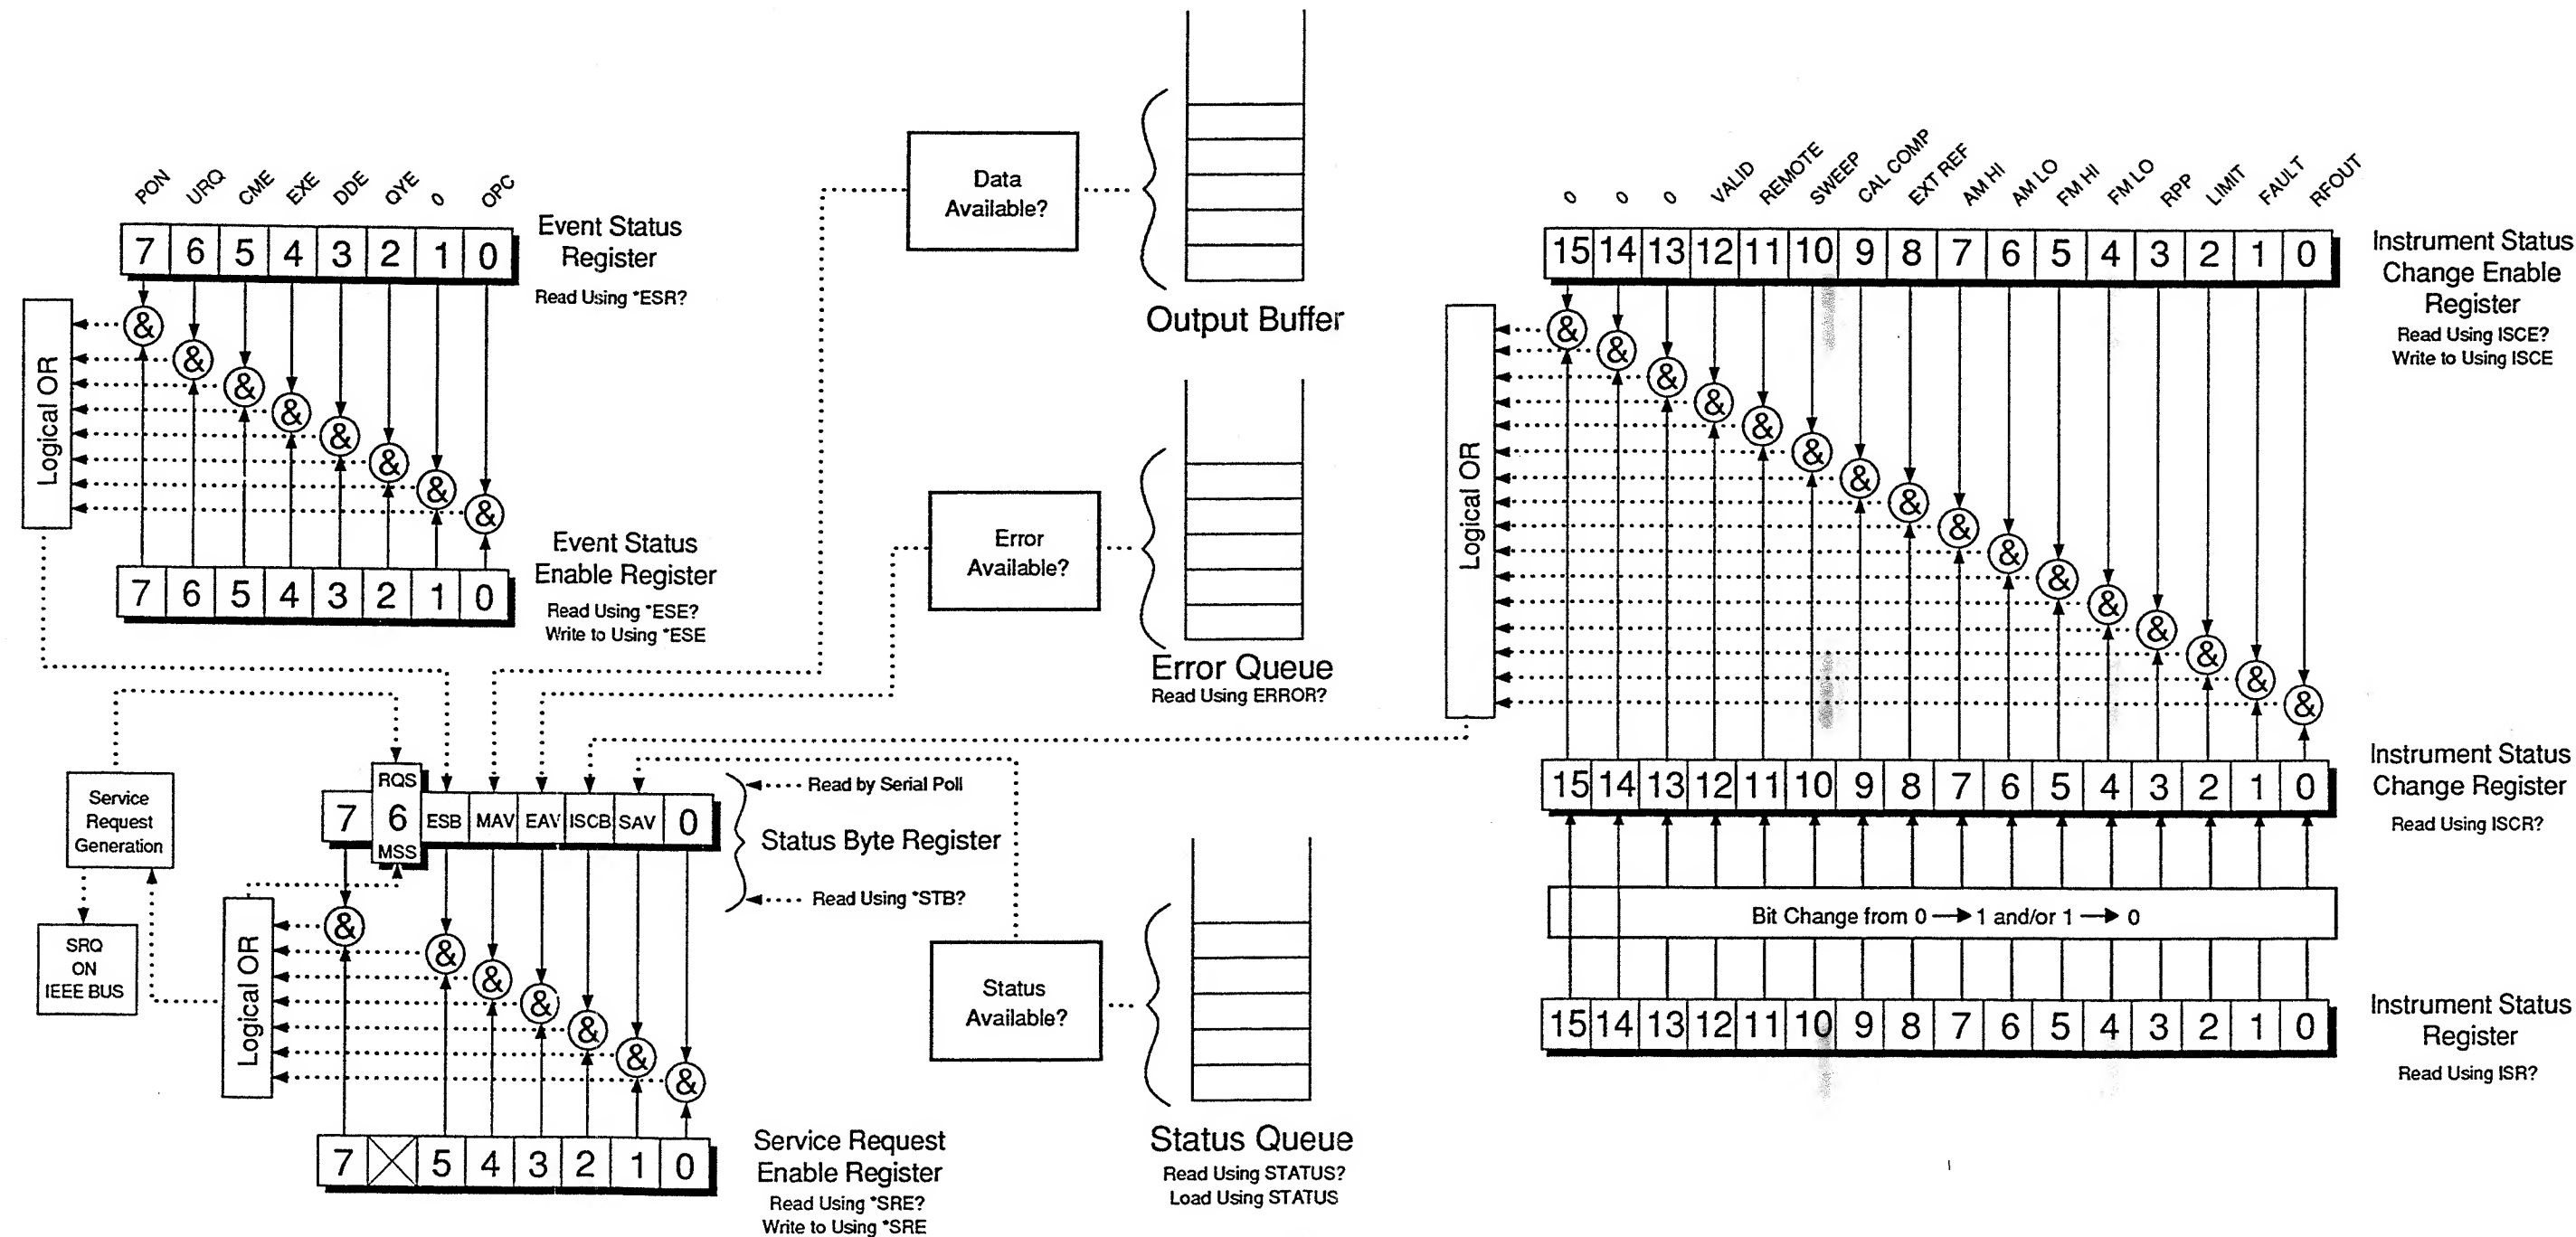 PON URQ CME EXE DDE QYE 0 OPC
7 6 5 4 3 2 1 0
Event Status
Register
Read Using *ESR?
& & & & & & & &
Logical OR
Event Status
Enable Register
7 6 5 4 3 2 1 0
Read Using *ESE?
Write to Using *ESE
Data
Available?
Output Buffer
Error
Available?
Error Queue
Read Using ERROR?
Service
Request
Generation
SRQ
ON
IEEE BUS
RQS
7 6 ESB MAV EAV ISCB SAV 0
MSS
Read by Serial Poll
Status Byte Register
Read Using *STB?
& & & & & & &
Logical OR
7 5 4 3 2 1 0
Service Request
Enable Register
Read Using *SRE?
Write to Using *SRE
Status
Available?
Status Queue
Read Using STATUS?
Load Using STATUS
0 0 0 VALID REMOTE SWEEP CAL COMP EXT REF AM HI AM LO FM HI FM LO RPP LIMIT FAULT RFOUT
15 14 13 12 11 10 9 8 7 6 5 4 3 2 1 0
Instrument Status
Change Enable
Register
Read Using ISCE?
Write to Using ISCE
& & & & & & & & & & & & & & & &
Logical OR
15 14 13 12 11 10 9 8 7 6 5 4 3 2 1 0
Instrument Status
Change Register
Read Using ISCR?
Bit Change from 0 → 1 and/or 1 → 0
15 14 13 12 11 10 9 8 7 6 5 4 3 2 1 0
Instrument Status
Register
Read Using ISR?